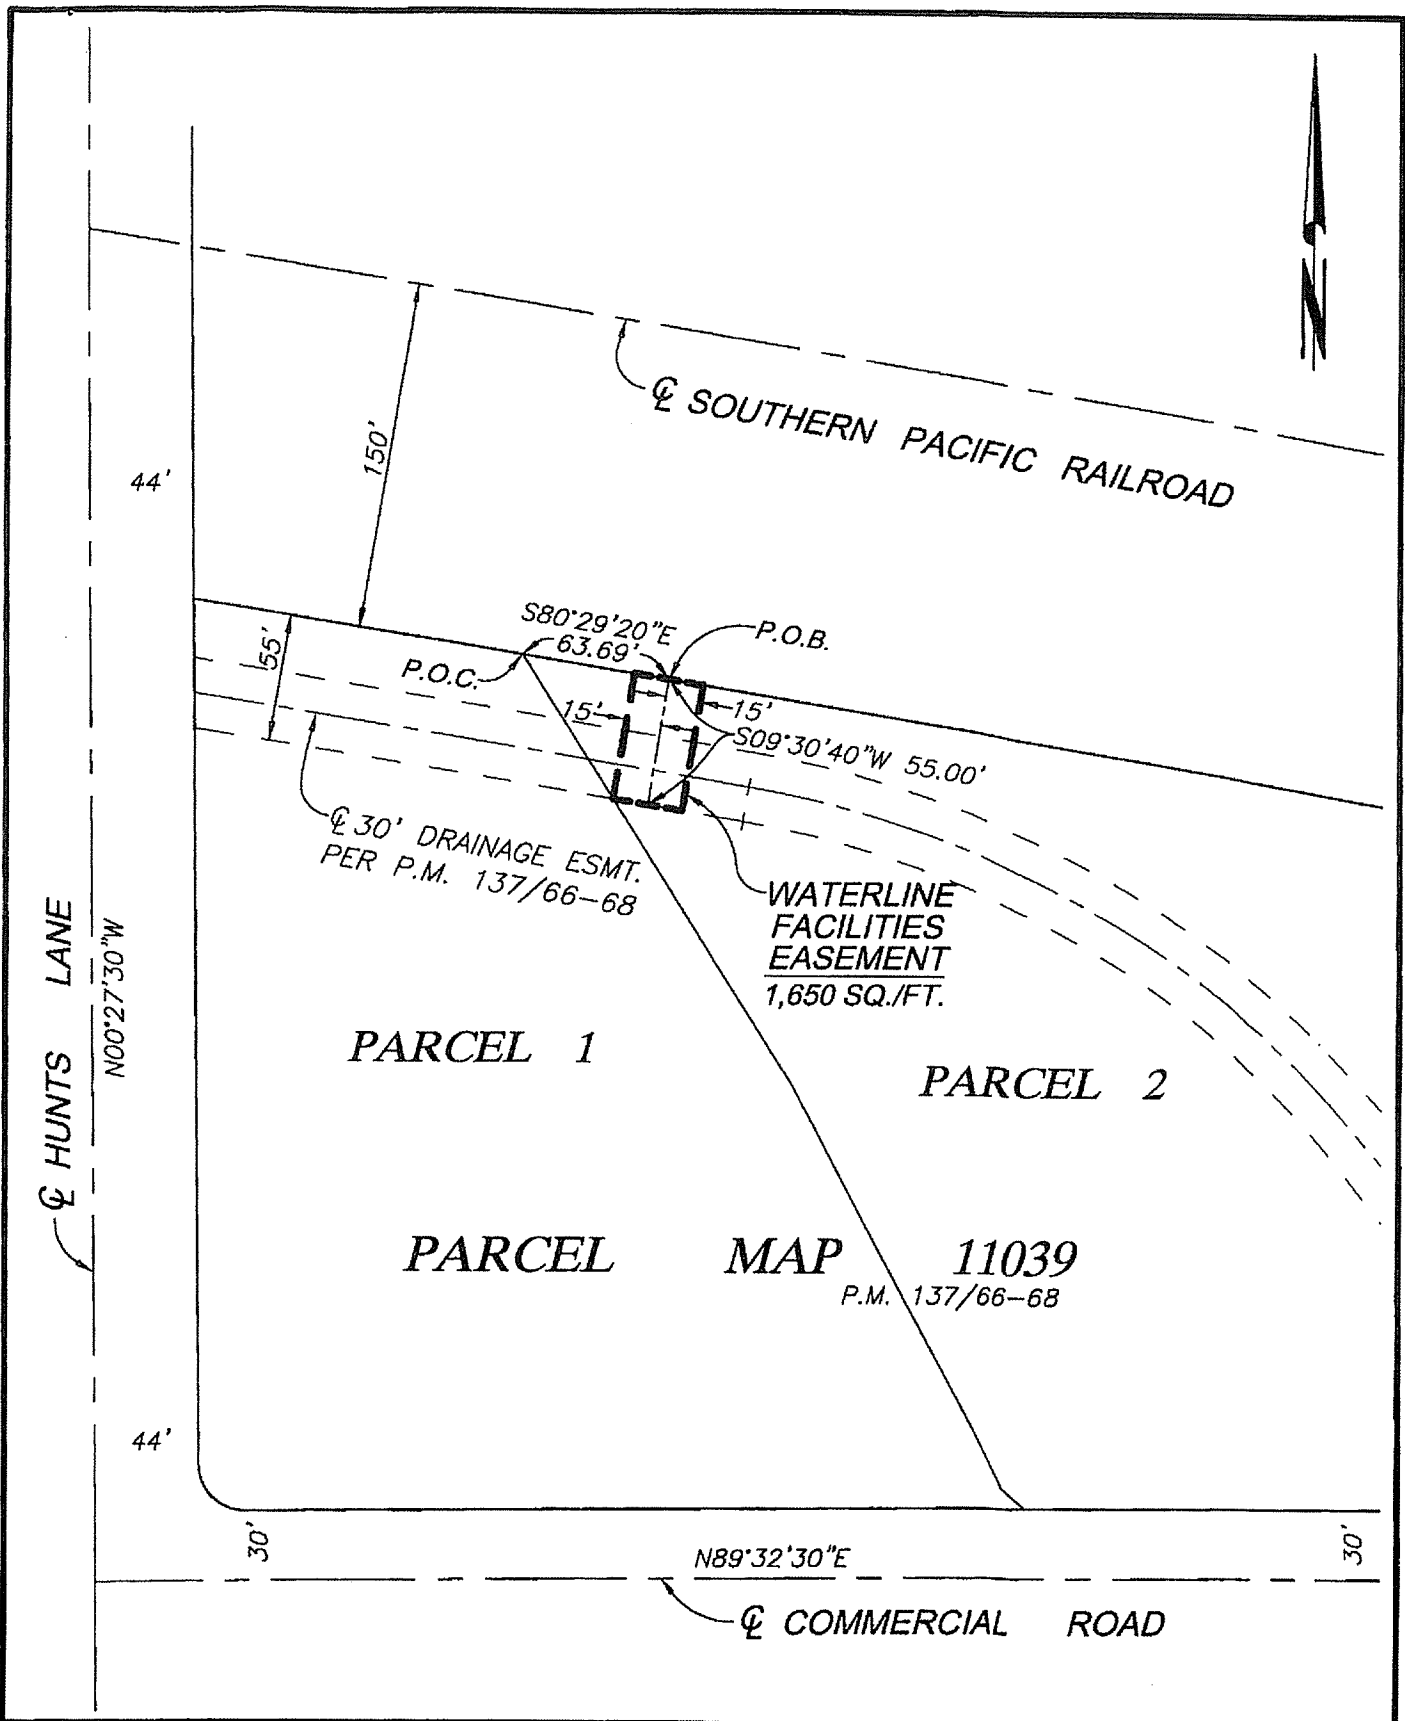 N
℄ SOUTHERN PACIFIC RAILROAD
150'
44'
S80°29'20"E
63.69'
P.O.B.
P.O.C.
55'
15'
15'
S09°30'40"W 55.00'
℄ 30' DRAINAGE ESMT.
PER P.M. 137/66-68
WATERLINE
FACILITIES
EASEMENT
1,650 SQ./FT.
℄ HUNTS LANE
N00°27'30"W
PARCEL 1
PARCEL 2
PARCEL MAP 11039
P.M. 137/66-68
44'
30'
30'
N89°32'30"E
℄ COMMERCIAL ROAD